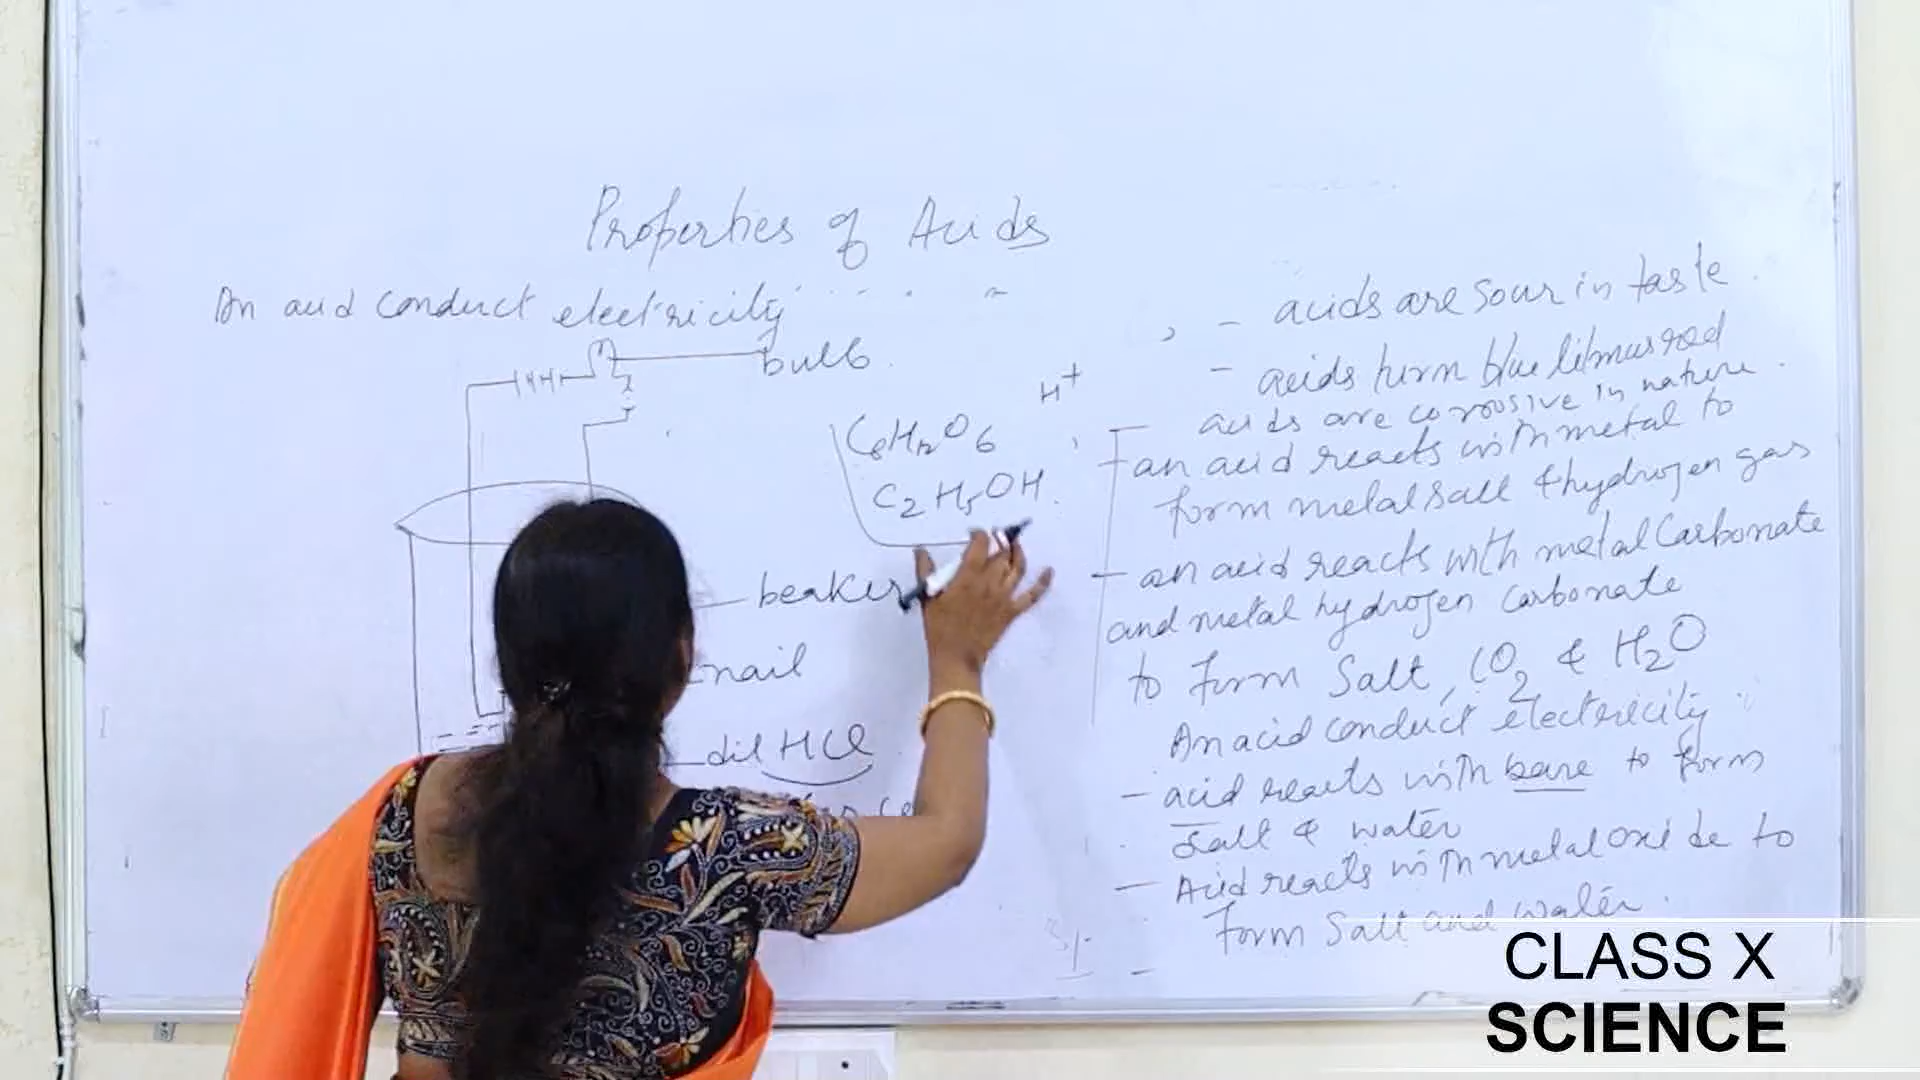 Properties of Acids
An acid conduct electricity
bulb
C6H12O6
H+
C2H5OH
beaker
nail
dil HCl
- acids are sour in taste
- acids turn blue litmus red
acids are corrosive in nature.
- an acid reacts with metal to
form metal salt & hydrogen gas
- an acid reacts with metal Carbonate
and metal hydrogen carbonate
to form Salt, CO2 & H2O
An acid conduct electricity
- acid reacts with base to form
Salt & water
- Acid reacts with metal oxide to
form Salt and water.
CLASS X
SCIENCE